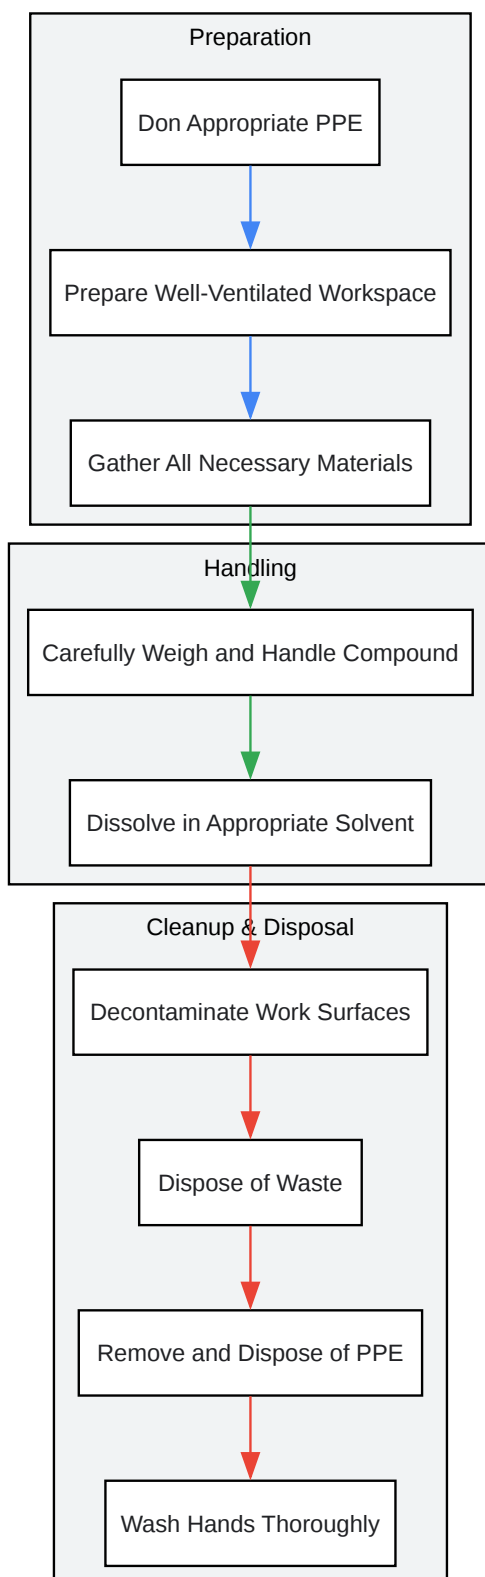 Preparation
Don Appropriate PPE
Prepare Well-Ventilated Workspace
Gather All Necessary Materials
Handling
Carefully Weigh and Handle Compound
Dissolve in Appropriate Solvent
Cleanup & Disposal
Decontaminate Work Surfaces
Dispose of Waste
Remove and Dispose of PPE
Wash Hands Thoroughly